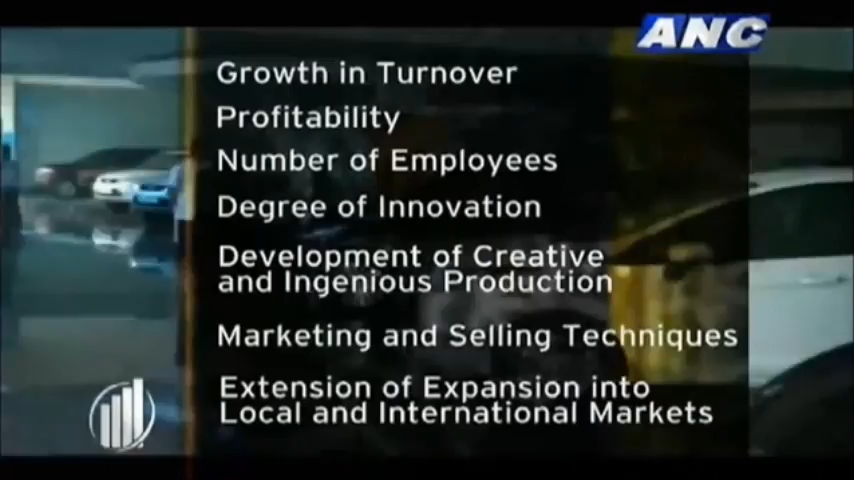 ANC
Growth in Turnover
Profitability
Number of Employees
Degree of Innovation
Development of Creative
and Ingenious Production
Marketing and Selling Techniques
Extension of Expansion into
Local and International Markets